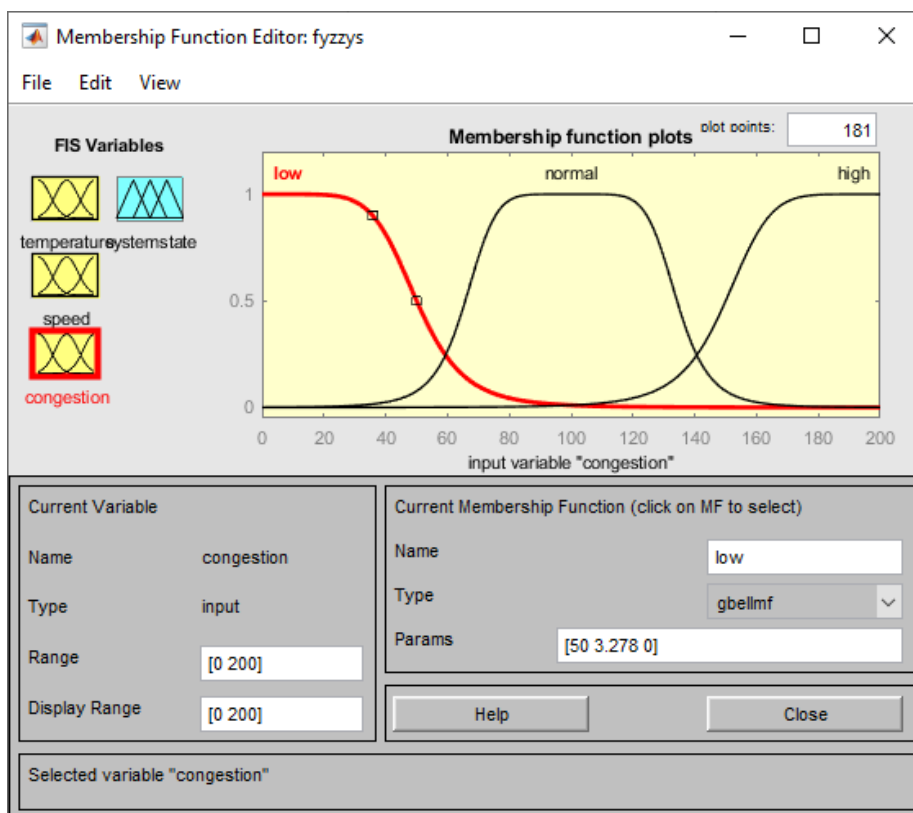 Membership Function Editor: fyzzys
File Edit View
FIS Variables
Membership function plots
plot points:
181
low
normal
high
temperature
systemstate
speed
congestion
1
0.5
0
0 20 40 60 80 100 120 140 160 180 200
input variable "congestion"
Current Variable
Name congestion
Type input
Range [0 200]
Display Range [0 200]
Current Membership Function (click on MF to select)
Name low
Type gbellmf
Params [50 3.278 0]
Help
Close
Selected variable "congestion"